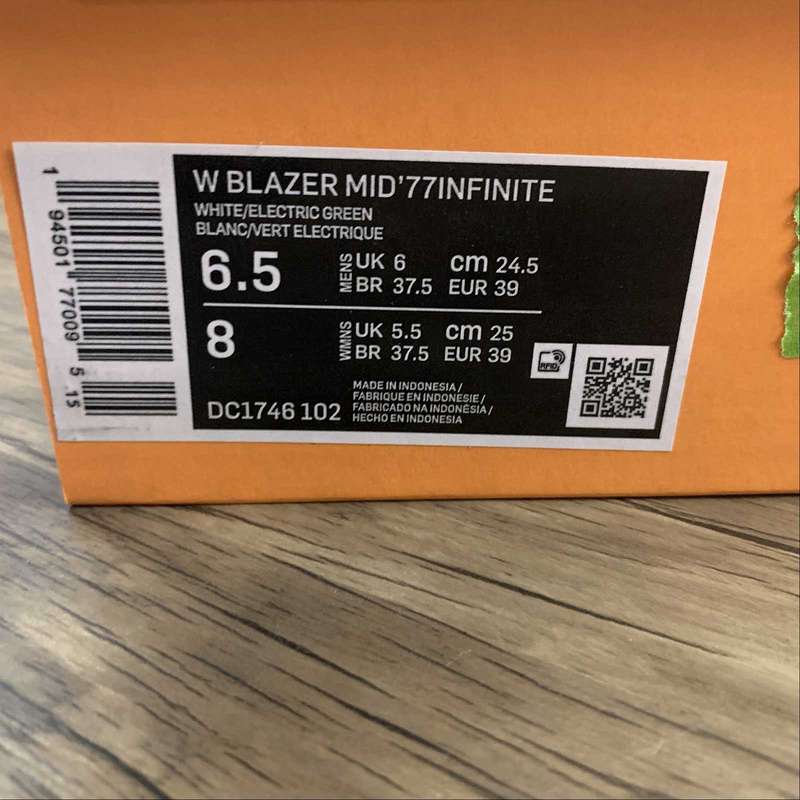 W BLAZER MID'77INFINITE
WHITE/ELECTRIC GREEN
BLANC/VERT ELECTRIQUE
6.5 MENS UK 6 cm 24.5
BR 37.5 EUR 39
8 WMNS UK 5.5 cm 25
BR 37.5 EUR 39
DC1746 102
MADE IN INDONESIA /
FABRIQUE EN INDONESIE /
FABRICADO NA INDONÉSIA /
HECHO EN INDONESIA
RFID
1 94501 77009 5 15